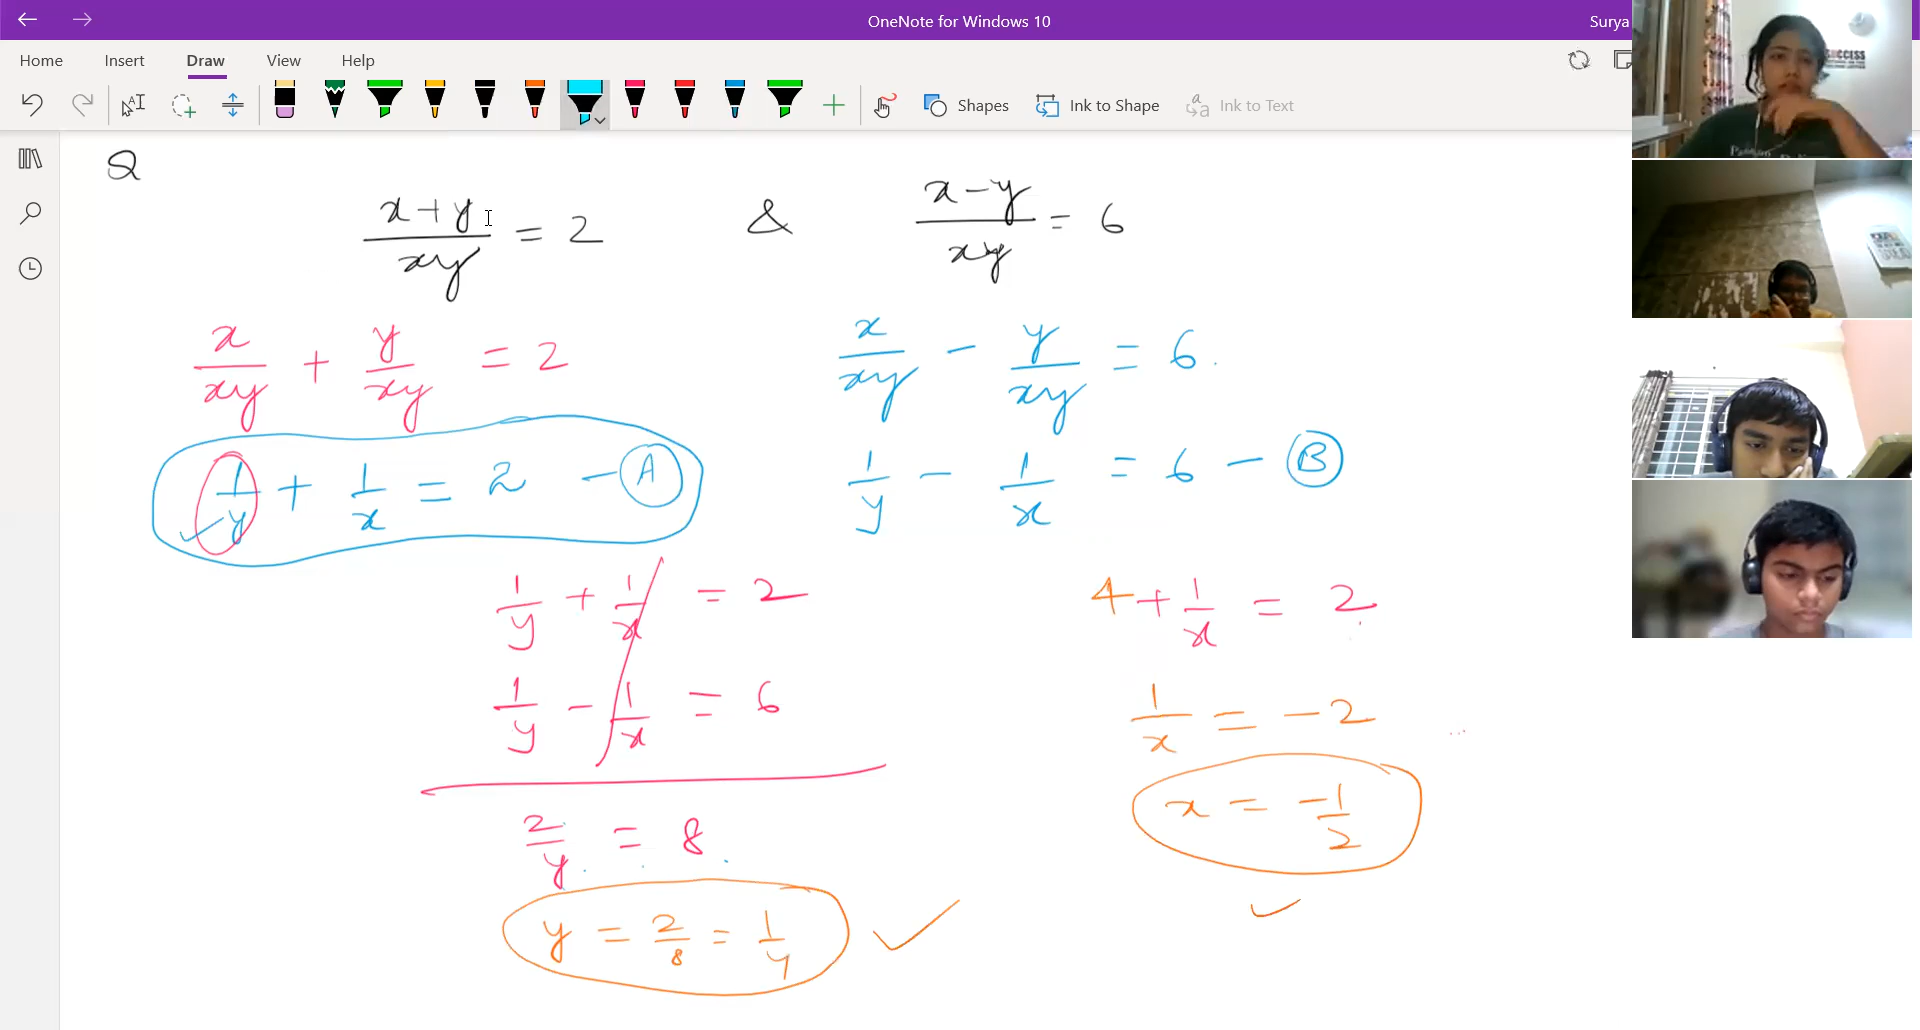 OneNote for Windows 10
Surya
Home Insert Draw View Help
Shapes Ink to Shape Ink to Text
Q
(x+y)/xy = 2 & (x-y)/xy = 6
x/xy + y/xy = 2
x/xy - y/xy = 6
1/y + 1/x = 2 - A
1/y - 1/x = 6 - B
1/y + 1/x = 2
1/y - 1/x = 6
2/y = 8
y = 2/8 = 1/4
4 + 1/x = 2
1/x = -2
x = -1/2
SUCCESS